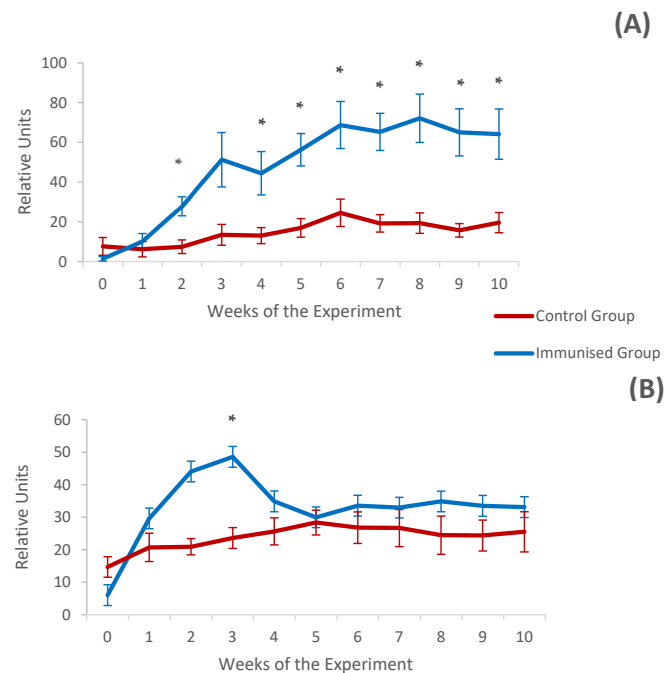 (A)
Relative Units
100
80
60
40
20
0
* * * * * * * *
0 1 2 3 4 5 6 7 8 9 10
Weeks of the Experiment
Control Group
Immunised Group
(B)
Relative Units
60
50
40
30
20
10
0
*
0 1 2 3 4 5 6 7 8 9 10
Weeks of the Experiment